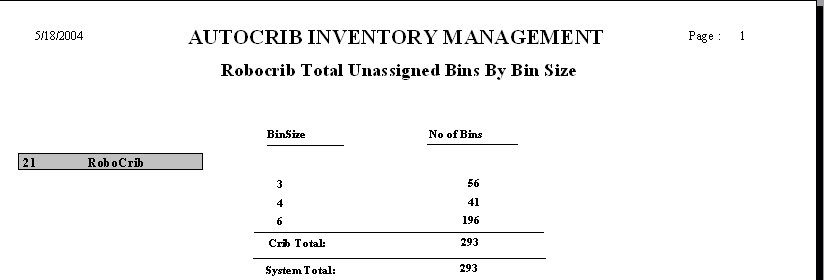 5/18/2004 AUTOCRIB INVENTORY MANAGEMENT Page : 1
Robocrib Total Unassigned Bins By Bin Size
BinSize No of Bins
21 RoboCrib
3 56
4 41
6 196
Crib Total: 293
System Total: 293